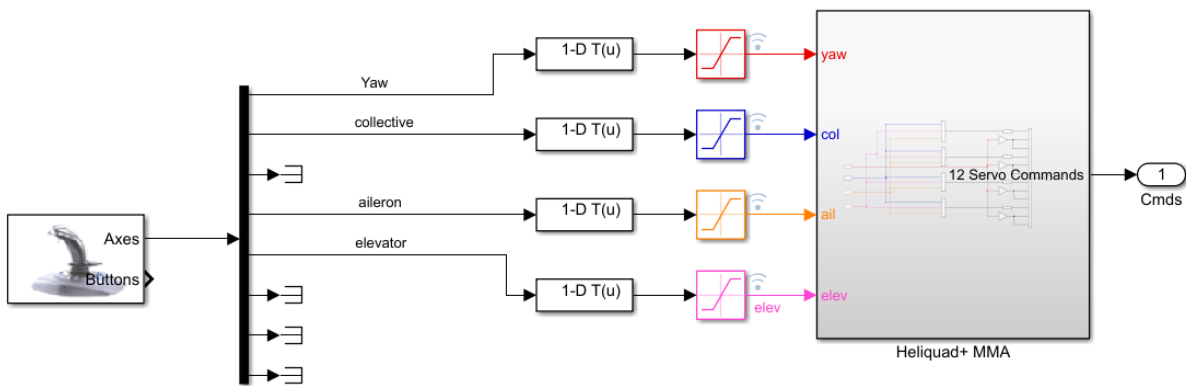 1-D T(u)
yaw
Yaw
collective
1-D T(u)
col
12 Servo Commands
1
Cmds
aileron
1-D T(u)
ail
Axes
elevator
Buttons
1-D T(u)
elev
elev
Heliquad+ MMA